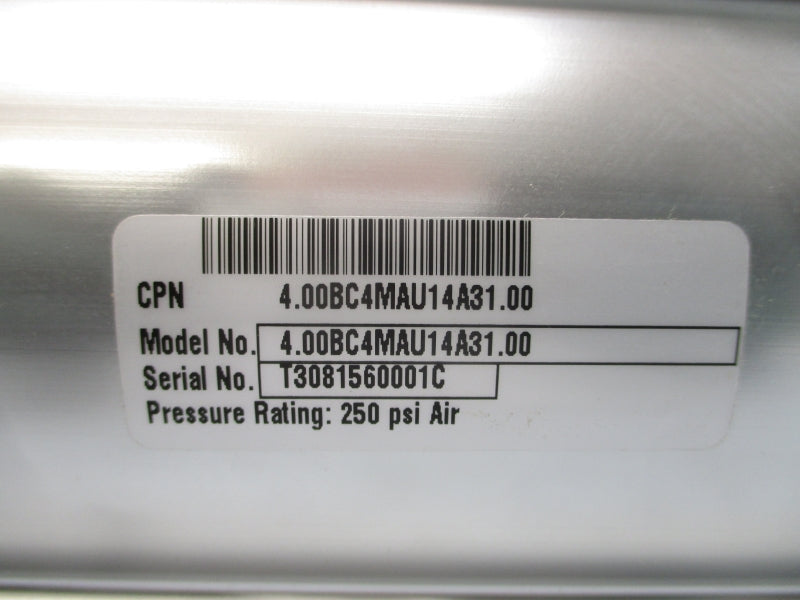 CPN 4.00BC4MAU14A31.00
Model No. 4.00BC4MAU14A31.00
Serial No. T3081560001C
Pressure Rating: 250 psi Air